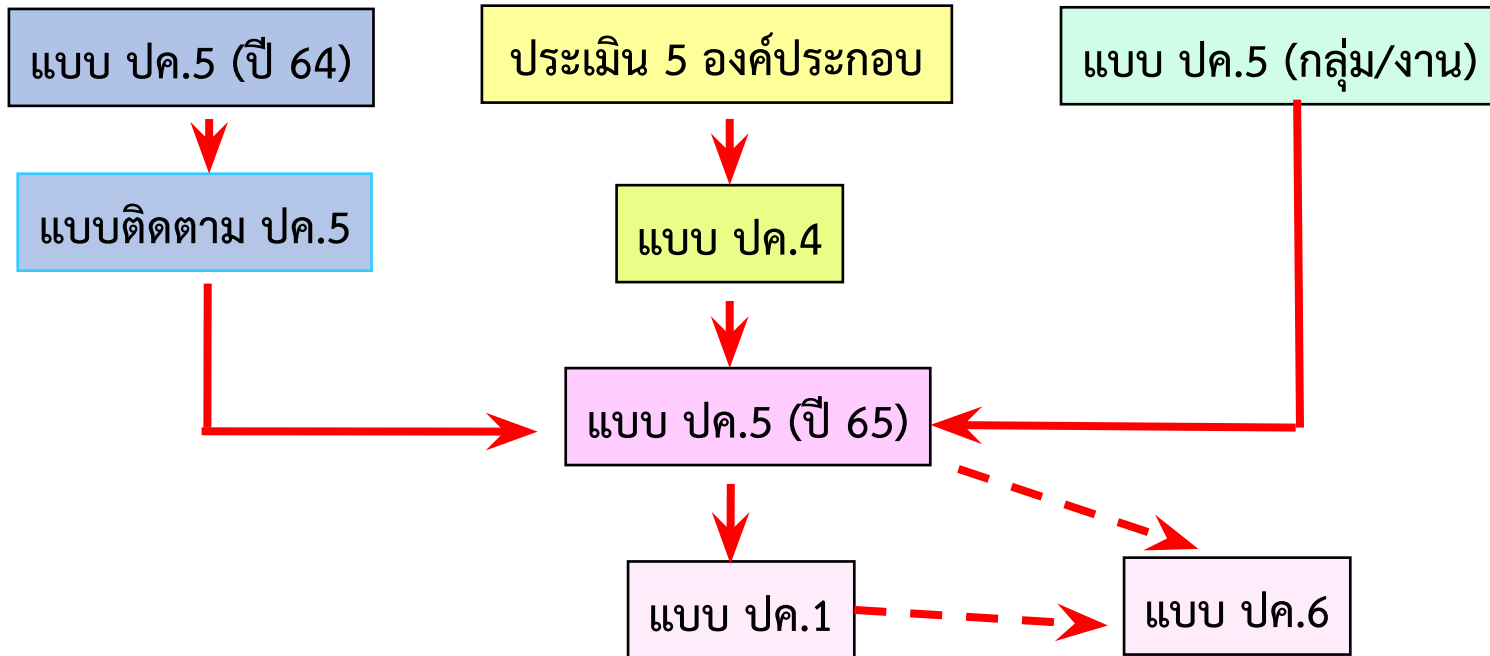 แบบ ปค.5 (ปี 64)
ประเมิน 5 องค์ประกอบ
แบบ ปค.5 (กลุ่ม/งาน)
แบบติดตาม ปค.5
แบบ ปค.4
แบบ ปค.5 (ปี 65)
แบบ ปค.1
แบบ ปค.6